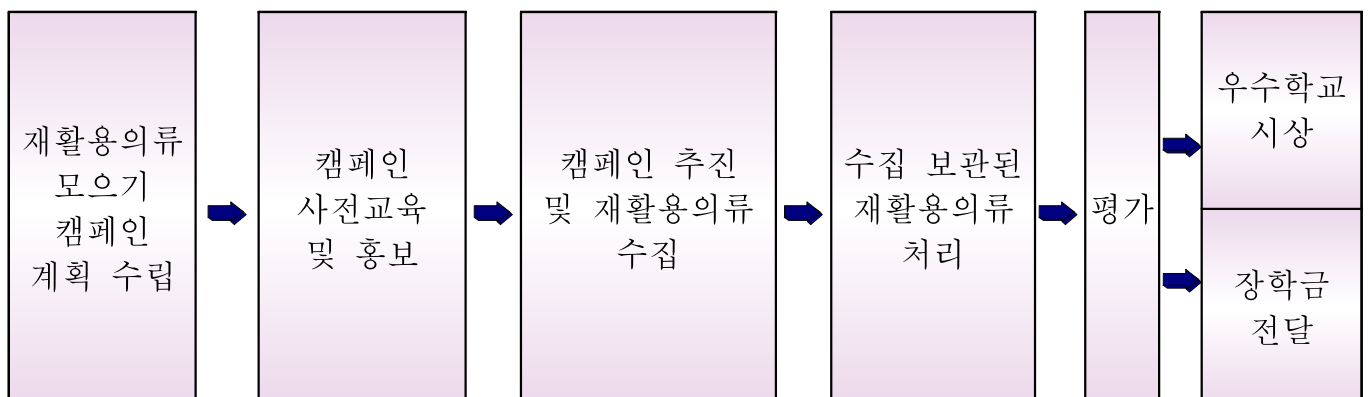 재활용의류
모으기
캠페인
계획 수립
캠페인
사전교육
및 홍보
캠페인 추진
및 재활용의류
수집
수집 보관된
재활용의류
처리
평가
우수학교
시상
장학금
전달